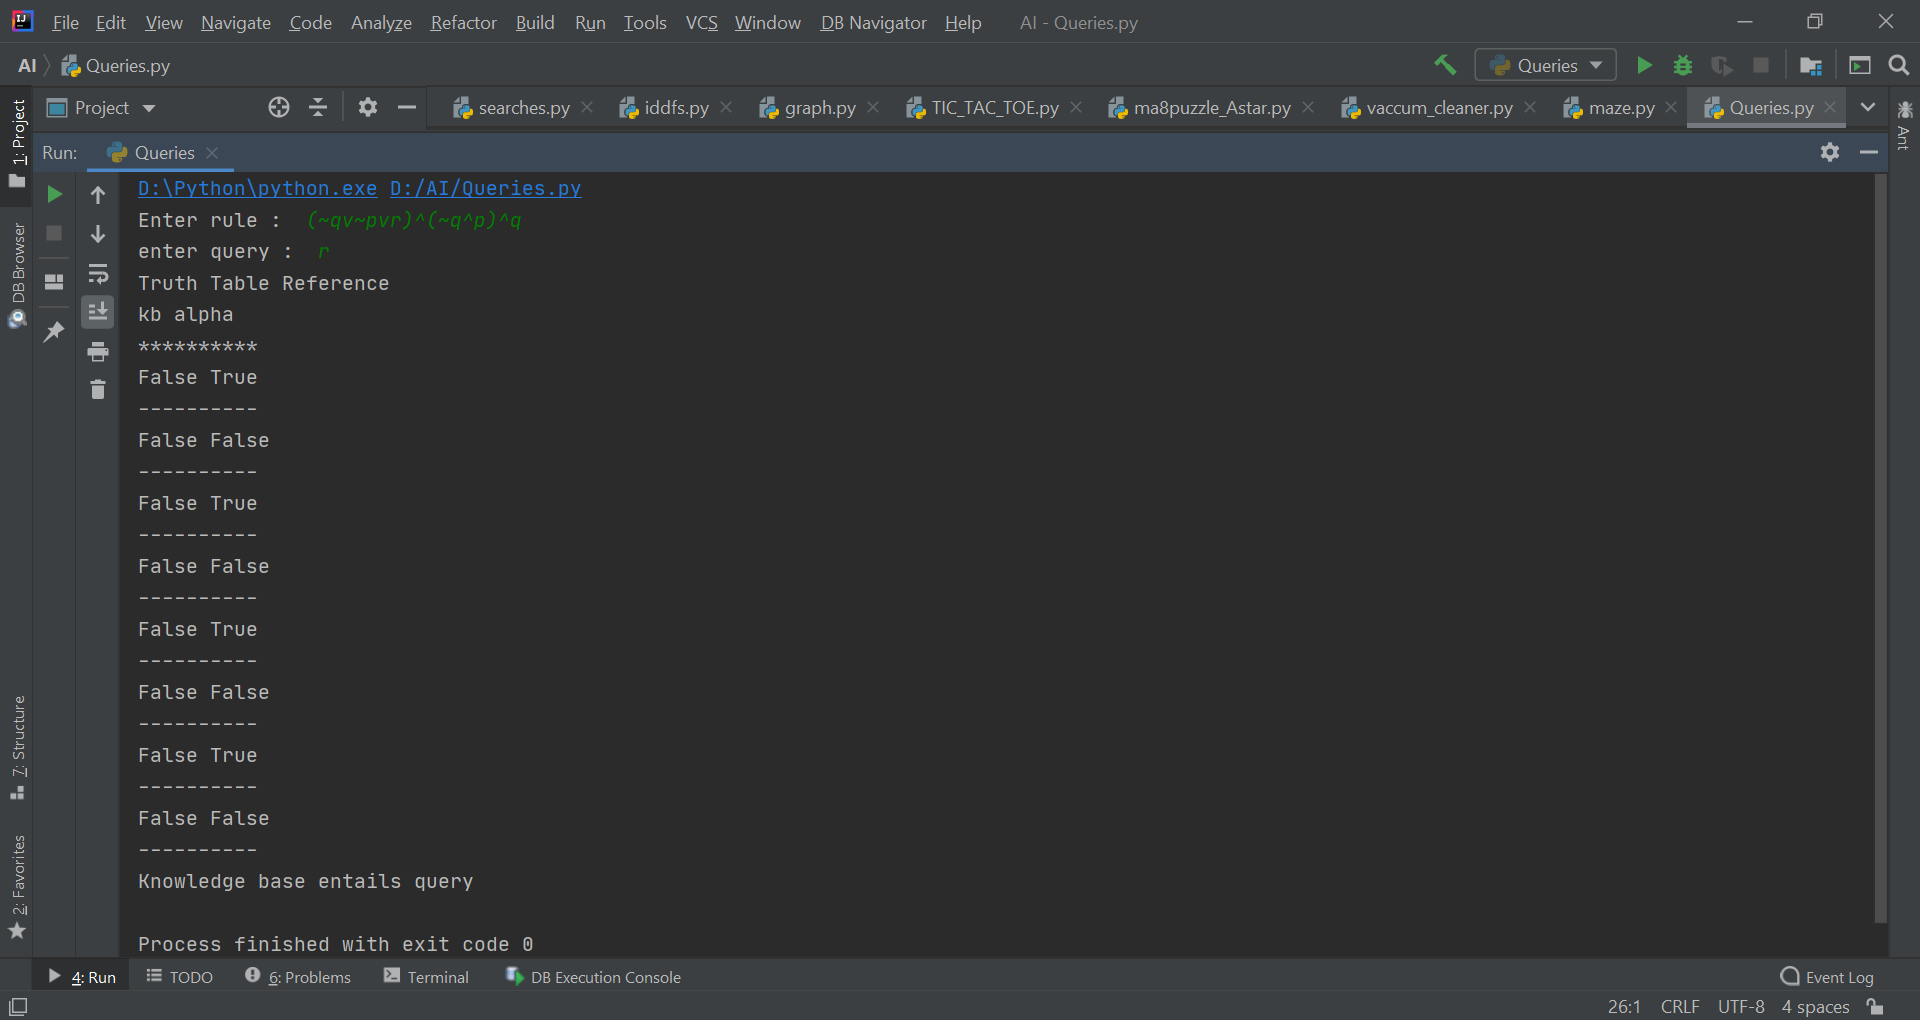 File Edit View Navigate Code Analyze Refactor Build Run Tools VCS Window DB Navigator Help AI - Queries.py
AI Queries.py Queries
Project searches.py iddfs.py graph.py TIC_TAC_TOE.py ma8puzzle_Astar.py vaccum_cleaner.py maze.py Queries.py
1: Project
Ant
Run: Queries
D:\Python\python.exe D:/AI/Queries.py
Enter rule : (~qv~pvr)^(~q^p)^q
enter query : r
Truth Table Reference
kb alpha
**********
False True
----------
False False
----------
False True
----------
False False
----------
False True
----------
False False
----------
False True
----------
False False
----------
Knowledge base entails query
Process finished with exit code 0
DB Browser
7: Structure
2: Favorites
4: Run TODO 6: Problems Terminal DB Execution Console Event Log
26:1 CRLF UTF-8 4 spaces